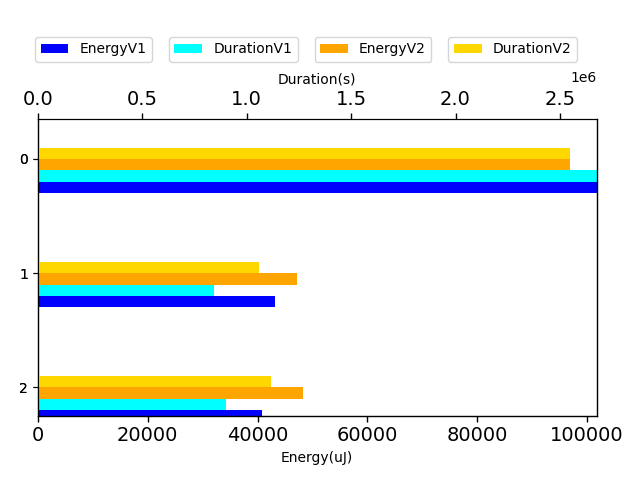 EnergyV1 DurationV1 EnergyV2 DurationV2
Duration(s)
1e6
0.0 0.5 1.0 1.5 2.0 2.5
0
1
2
0 20000 40000 60000 80000 100000
Energy(uJ)